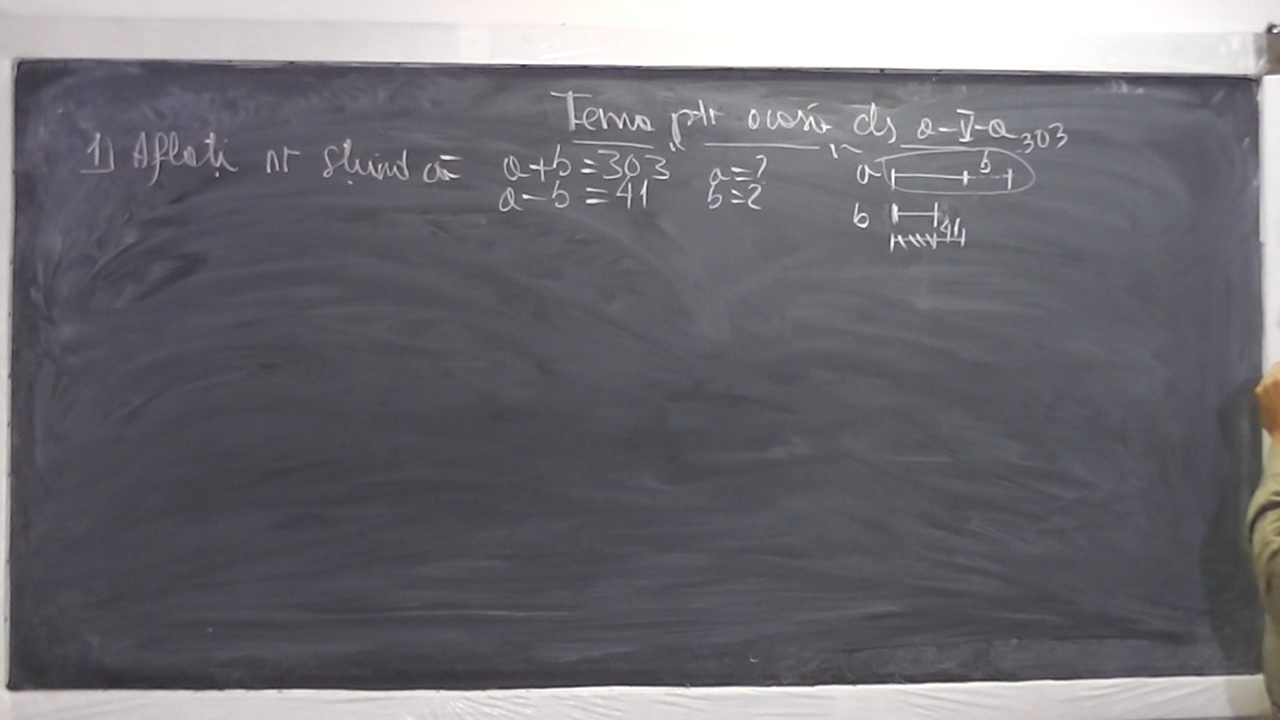 Tema ptr acasă cls a-V-a
1) Aflați nr știind că a+b=303 a=?
a-b=41 b=?
303
a b
b
41